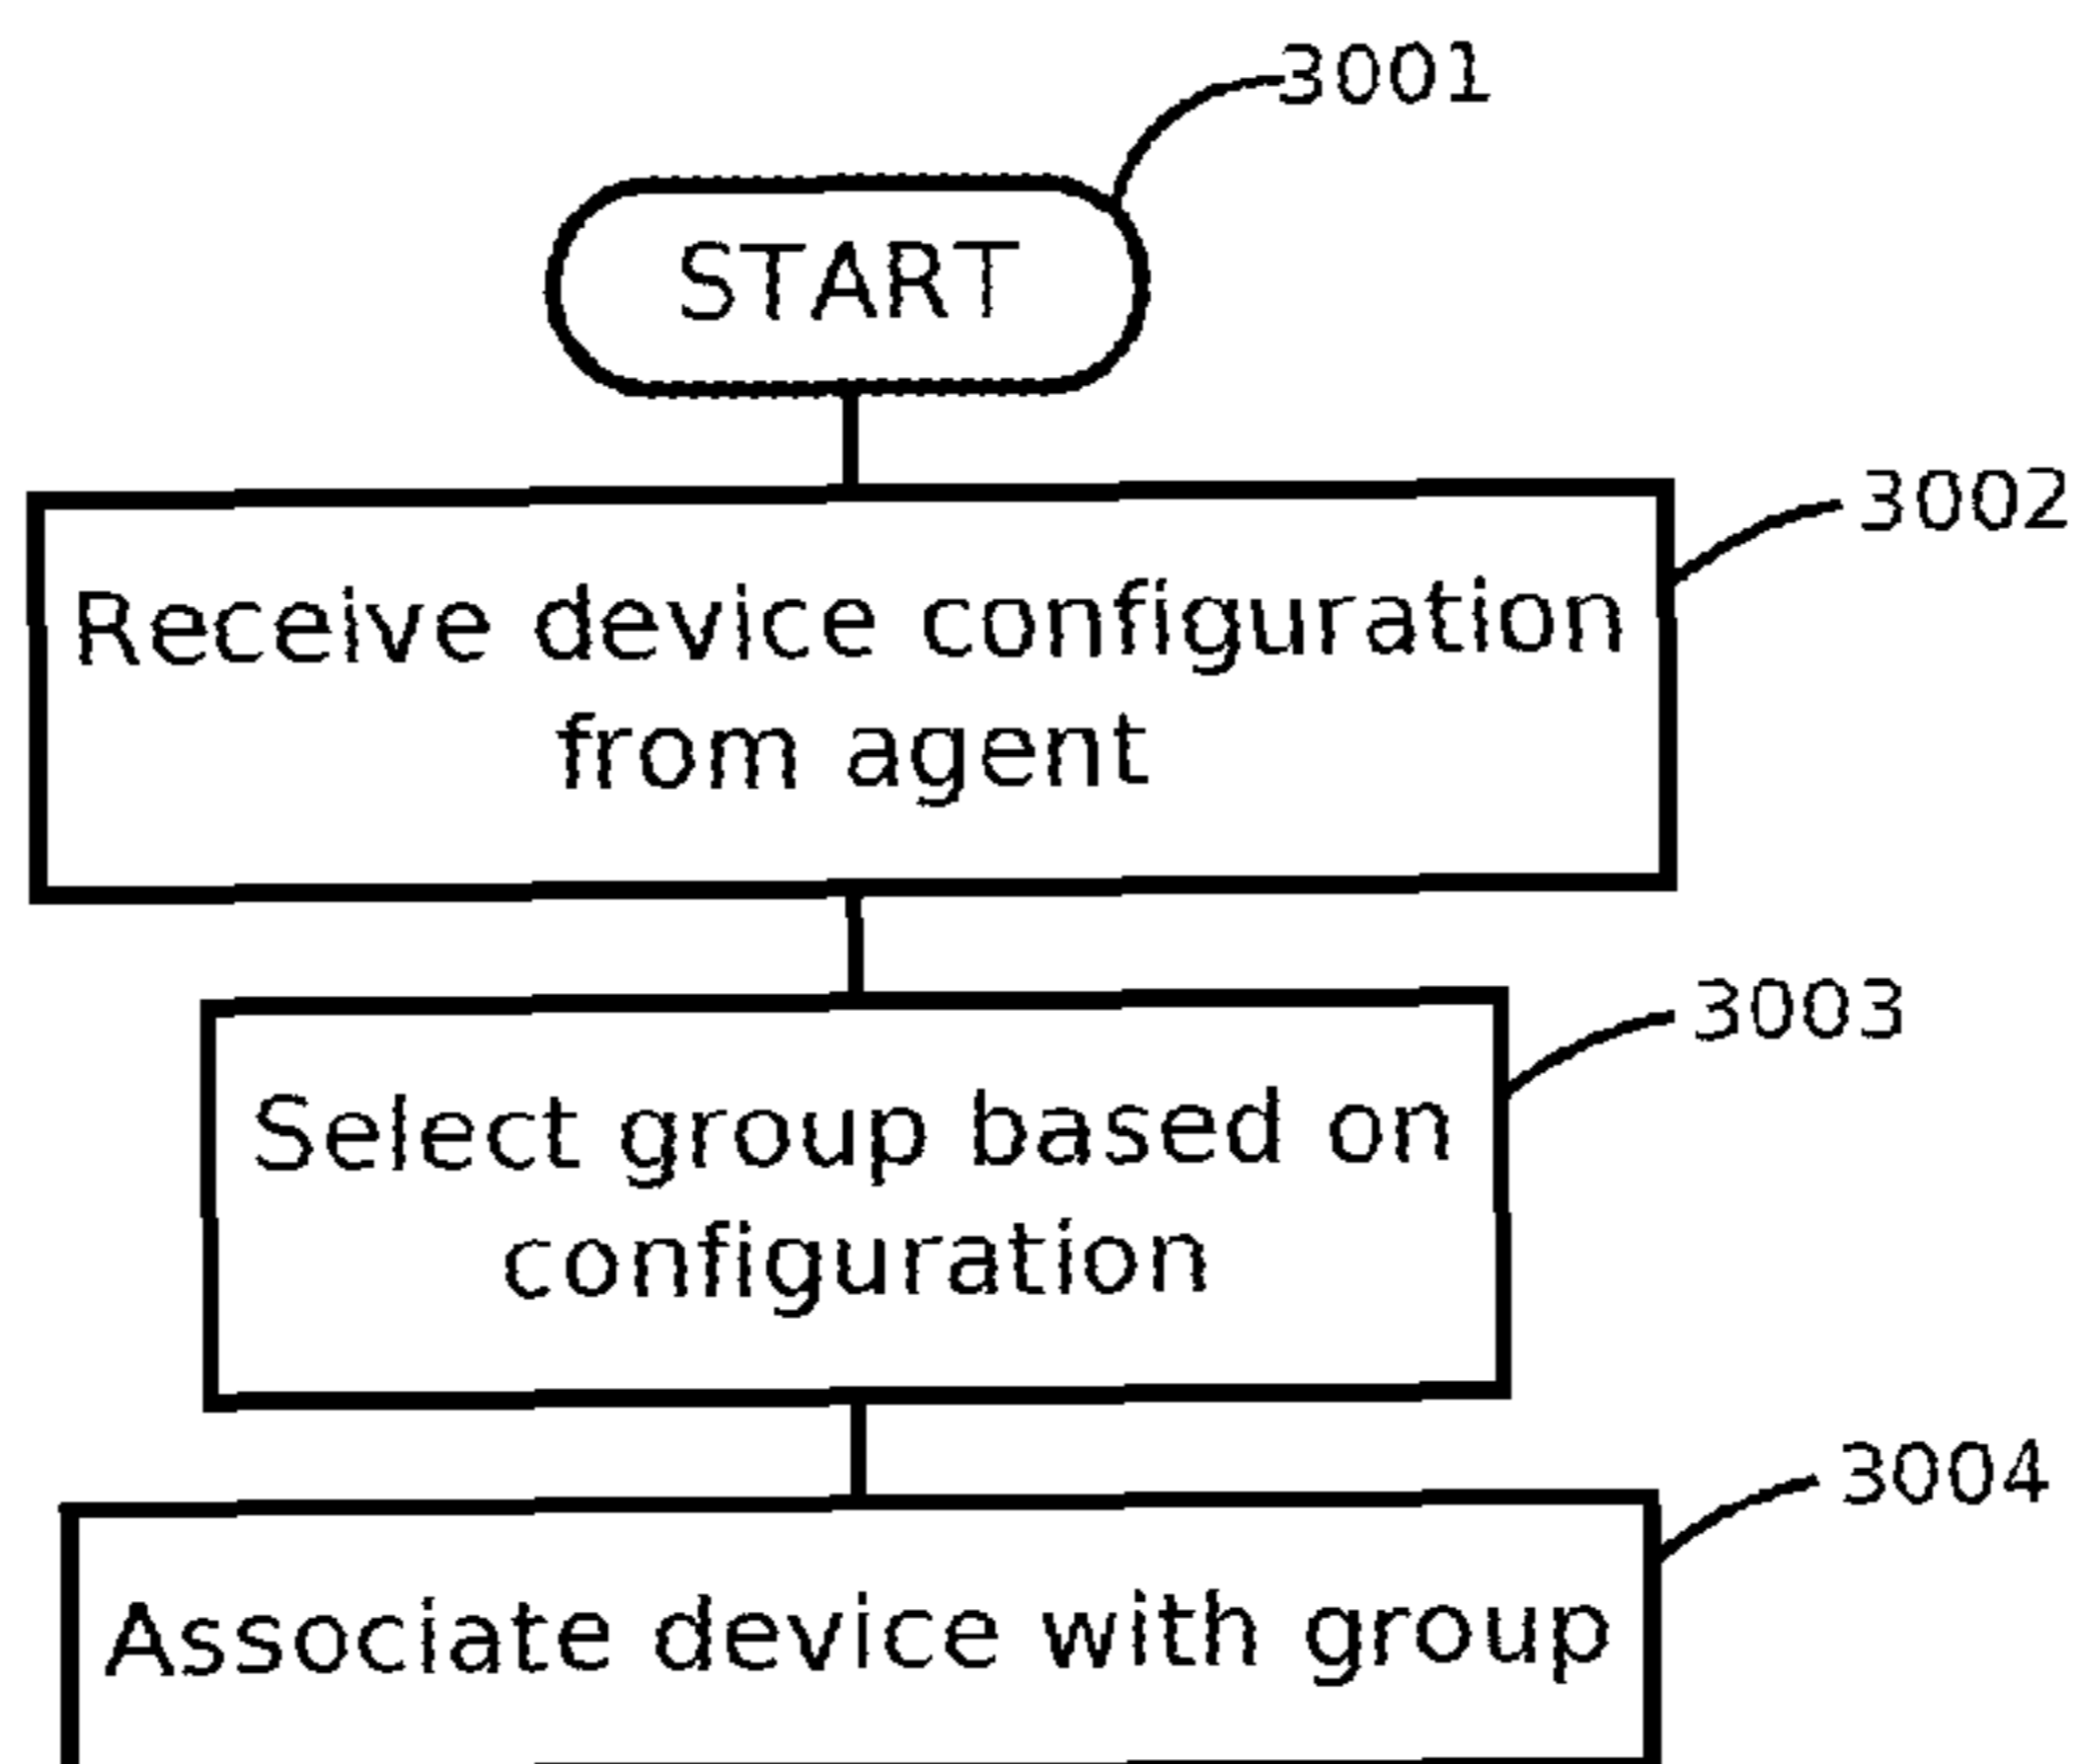 3001
START
3002
Receive device configuration
from agent
3003
Select group based on
configuration
3004
Associate device with group